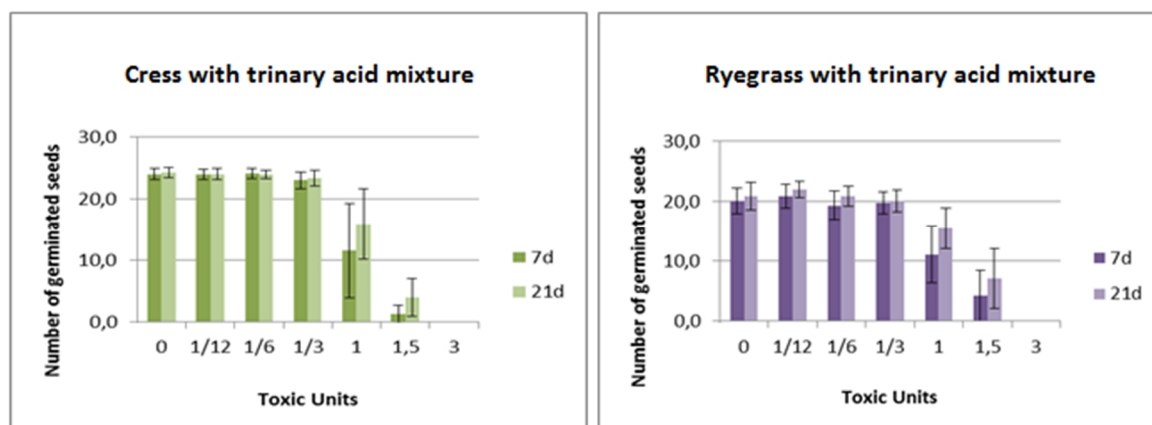 Cress with trinary acid mixture
Number of germinated seeds
30,0
20,0
10,0
0,0
0 1/12 1/6 1/3 1 1,5 3
Toxic Units
7d
21d
Ryegrass with trinary acid mixture
Number of germinated seeds
30,0
20,0
10,0
0,0
0 1/12 1/6 1/3 1 1,5 3
Toxic Units
7d
21d